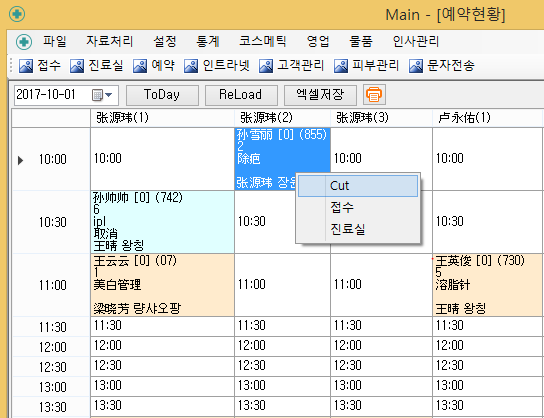 Main - [예약현황]
파일 자료처리 설정 통계 코스메틱 영업 물품 인사관리
접수 진료실 예약 인트라넷 고객관리 피부관리 문자전송
2017-10-01 ToDay ReLoad 엑셀저장
张源玮(1) 张源玮(2) 张源玮(3) 卢永佑(1)
10:00 10:00 孙雪丽 [0] (855) 10:00 10:00
2
除疤
张源玮 장윤
Cut
접수
진료실
10:30 孙帅帅 [0] (742) 10:30 10:30
6
ipl
取消
王晴 왕칭
11:00 王云云 [0] (07) 11:00 11:00 王英俊 [0] (730)
1 5
美白管理 溶脂针
梁晓芳 량샤오팡 王晴 왕칭
11:30 11:30 11:30 11:30 11:30
12:00 12:00 12:00 12:00 12:00
12:30 12:30 12:30 12:30 12:30
13:00 13:00 13:00 13:00 13:00
13:30 13:30 13:30 13:30 13:30